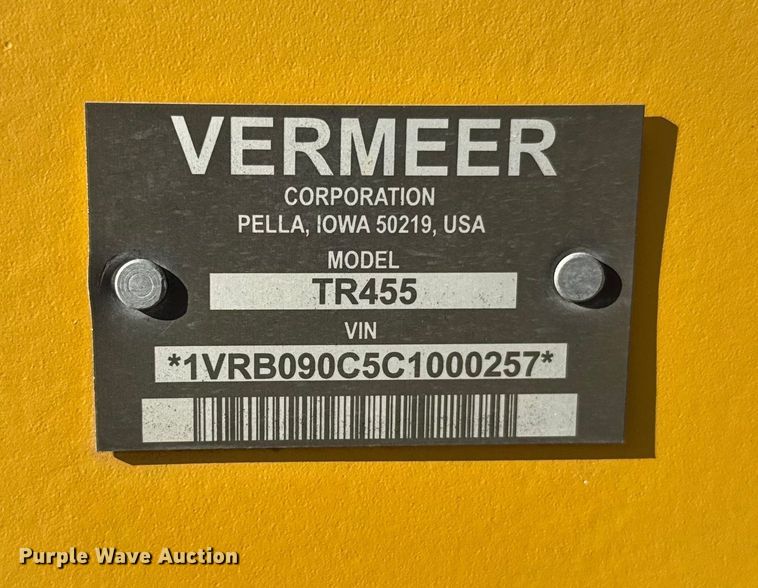 VERMEER
CORPORATION
PELLA, IOWA 50219, USA
MODEL
TR455
VIN
*1VRB090C5C1000257*
Purple Wave Auction